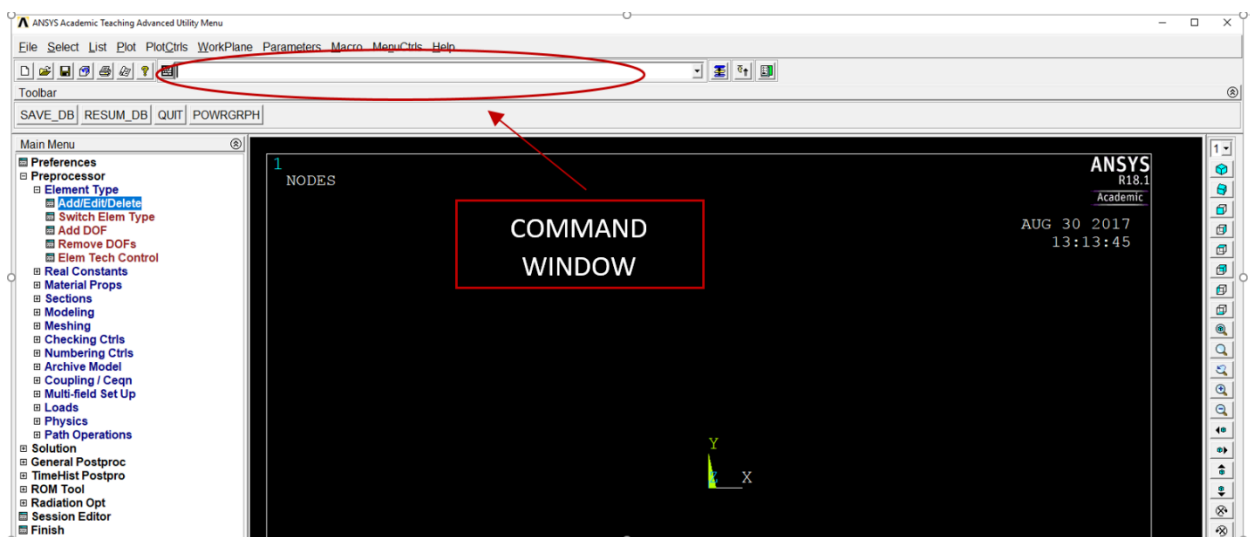 ANSYS Academic Teaching Advanced Utility Menu
File Select List Plot PlotCtrls WorkPlane Parameters Macro MenuCtrls Help
Toolbar
SAVE_DB RESUM_DB QUIT POWRGRPH
Main Menu
Preferences
Preprocessor
Element Type
Add/Edit/Delete
Switch Elem Type
Add DOF
Remove DOFs
Elem Tech Control
Real Constants
Material Props
Sections
Modeling
Meshing
Checking Ctrls
Numbering Ctrls
Archive Model
Coupling / Ceqn
Multi-field Set Up
Loads
Physics
Path Operations
Solution
General Postproc
TimeHist Postpro
ROM Tool
Radiation Opt
Session Editor
Finish
1
NODES
ANSYS
R18.1
Academic
AUG 30 2017
13:13:45
COMMAND
WINDOW
Y
Z X
1